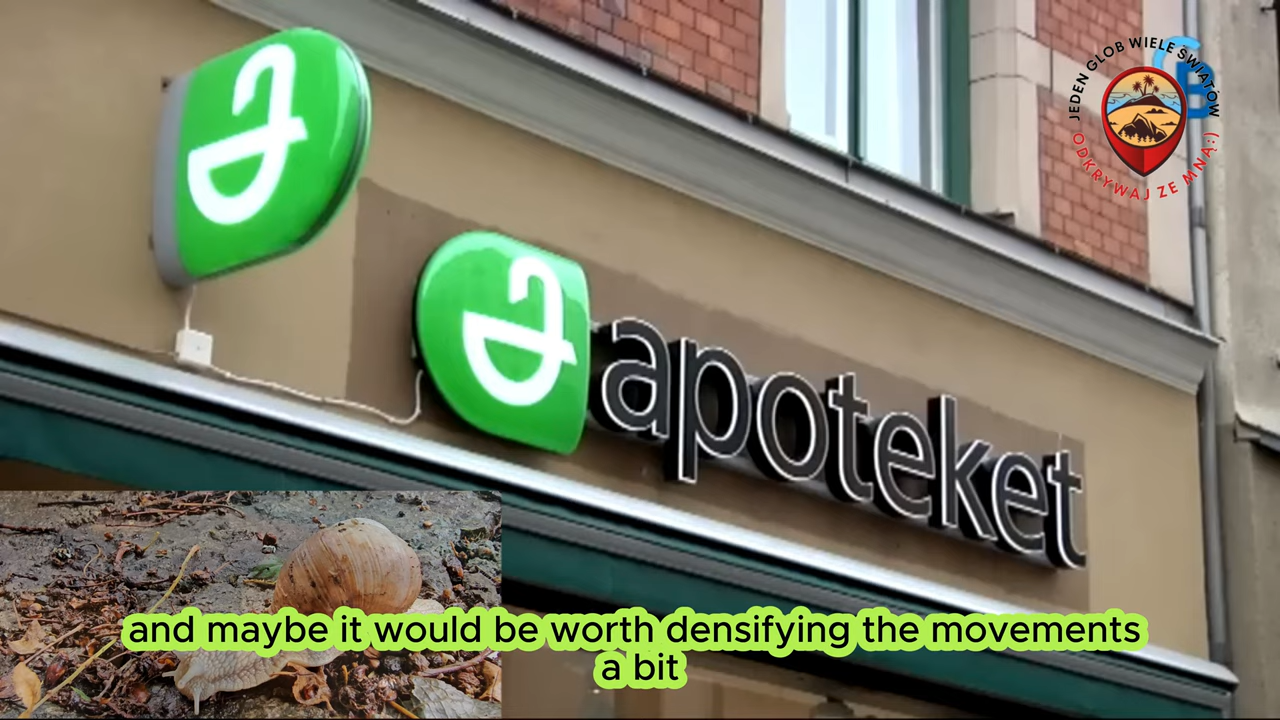 JEDEN GLOB WIELE ŚWIATÓW
ODKRYWAJ ZE MNĄ:)
apoteket
and maybe it would be worth densifying the movements
a bit